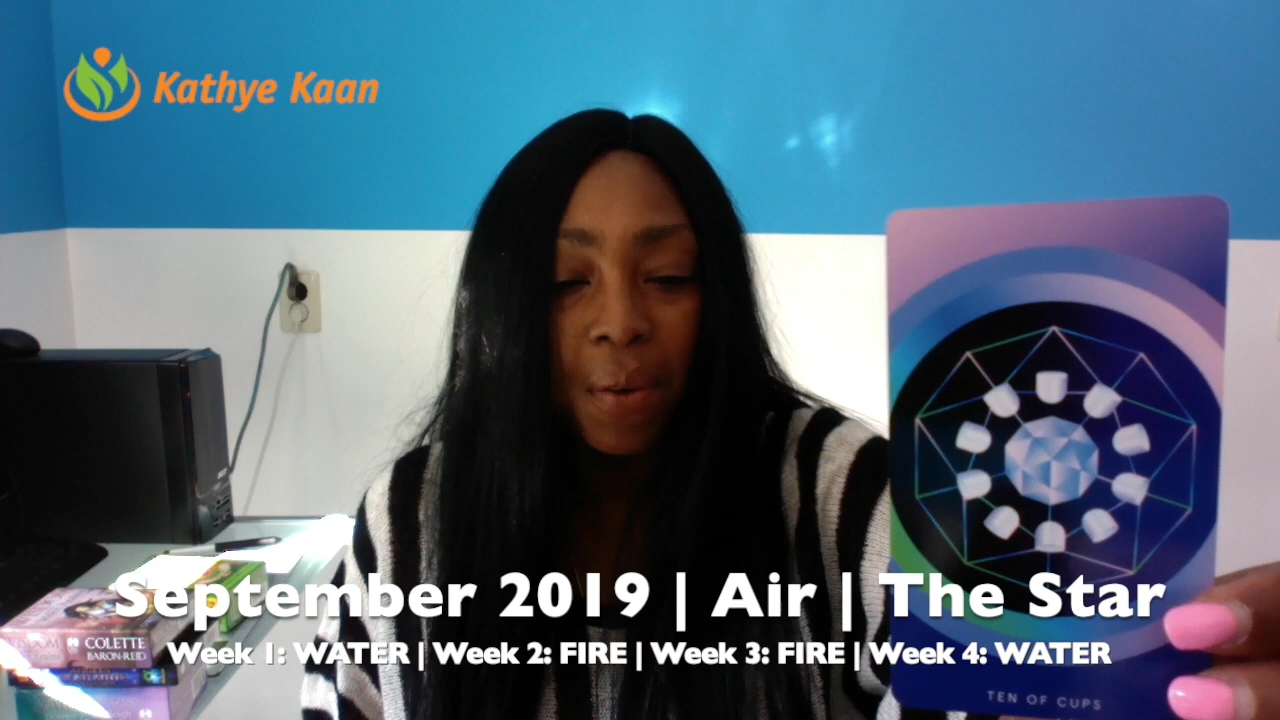 Kathye Kaan
September 2019 | Air | The Star
Week 1: WATER | Week 2: FIRE | Week 3: FIRE | Week 4: WATER
COLETTE
BARON-REID
TEN OF CUPS